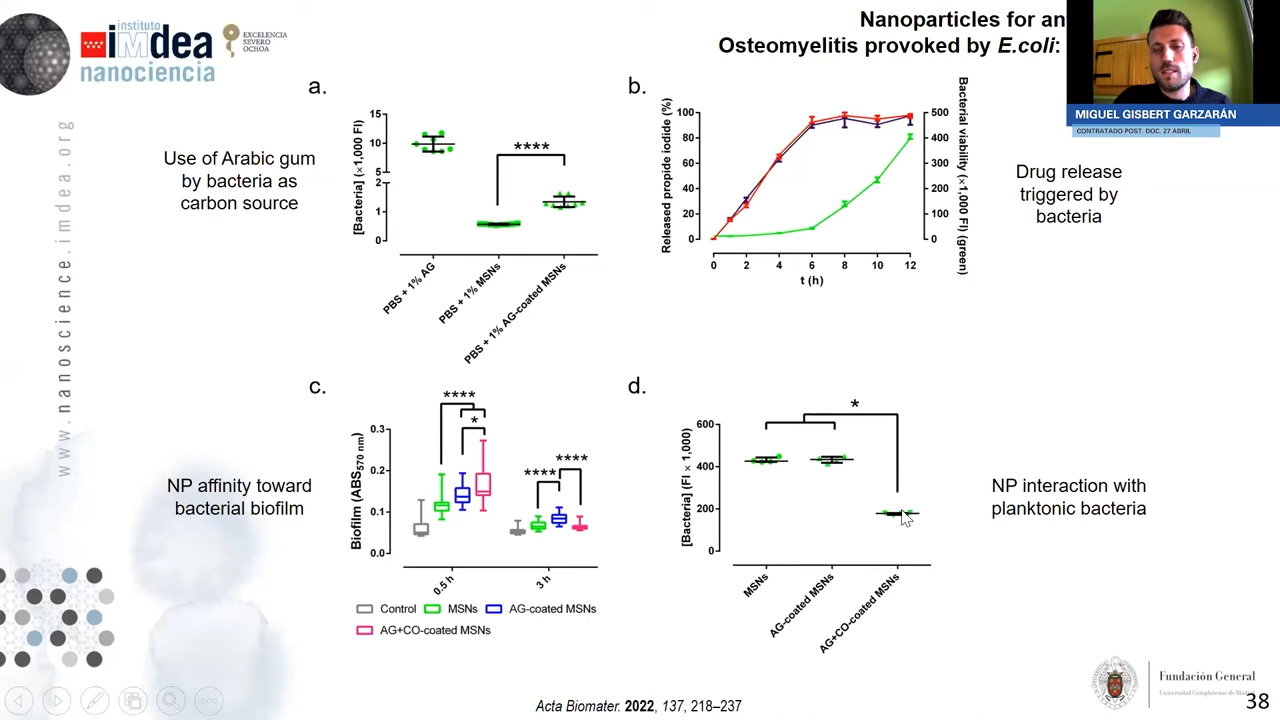 instituto
iMdea
nanociencia
EXCELENCIA
SEVERO
OCHOA
Nanoparticles for an
Osteomyelitis provoked by E.coli:
MIGUEL GISBERT GARZARÁN
CONTRATADO POST. DOC. 27 ABRIL
www.nanoscience.imdea.org
Use of Arabic gum
by bacteria as
carbon source
a.
[Bacteria] (×1,000 FI)
15
10
5
2
1
0
****
PBS + 1% AG
PBS + 1% MSNs
PBS + 1% AG-coated MSNs
b.
Released propide iodide (%)
100
80
60
40
20
0
0 2 4 6 8 10 12
t (h)
500
400
300
200
100
0
Bacterial viability (×1,000 FI) (green)
Drug release
triggered by
bacteria
NP affinity toward
bacterial biofilm
c.
Biofilm (ABS570 nm)
0.3
0.2
0.1
0.0
****
*
**** ****
0.5 h
3 h
Control MSNs AG-coated MSNs
AG+CO-coated MSNs
d.
[Bacteria] (FI × 1,000)
600
400
200
0
*
MSNs
AG-coated MSNs
AG+CO-coated MSNs
NP interaction with
planktonic bacteria
Acta Biomater. 2022, 137, 218–237
Fundación General
Universidad Complutense de Madrid
38